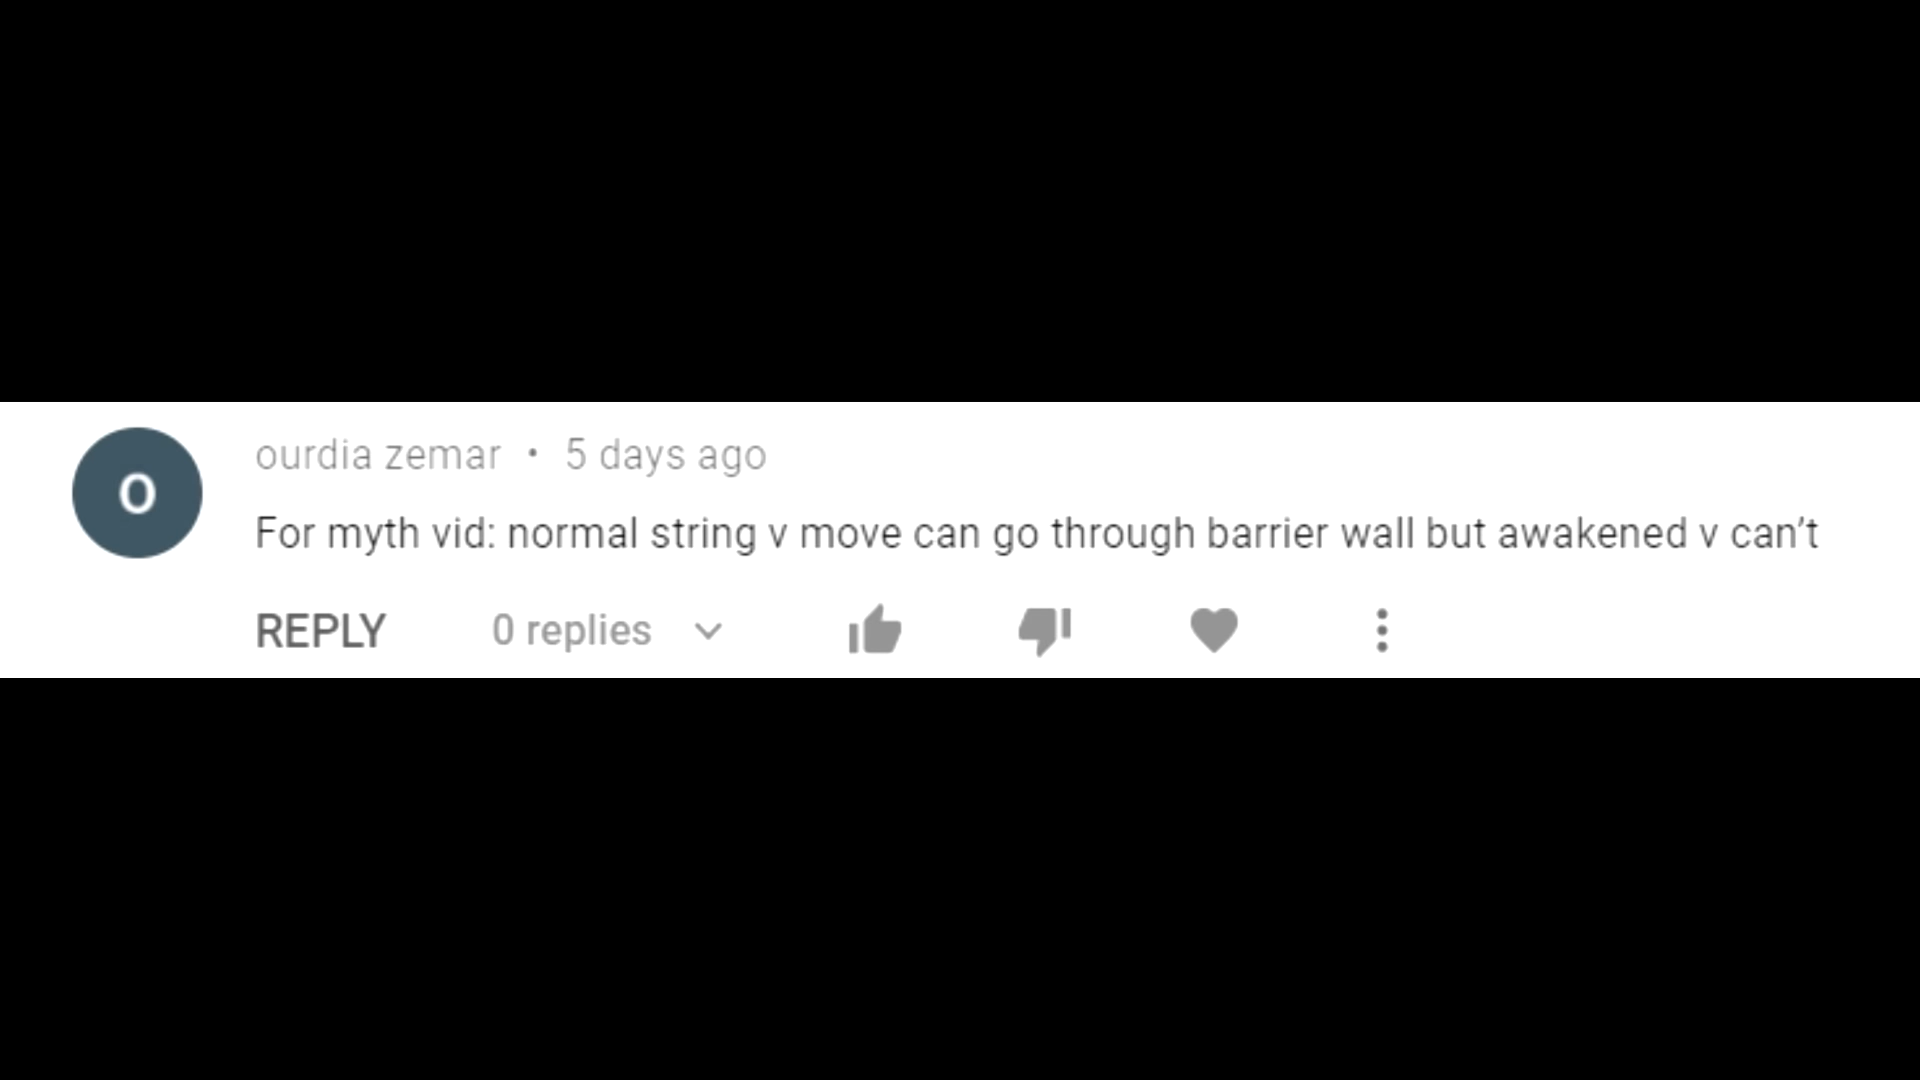 O
ourdia zemar • 5 days ago
For myth vid: normal string v move can go through barrier wall but awakened v can’t
REPLY 0 replies